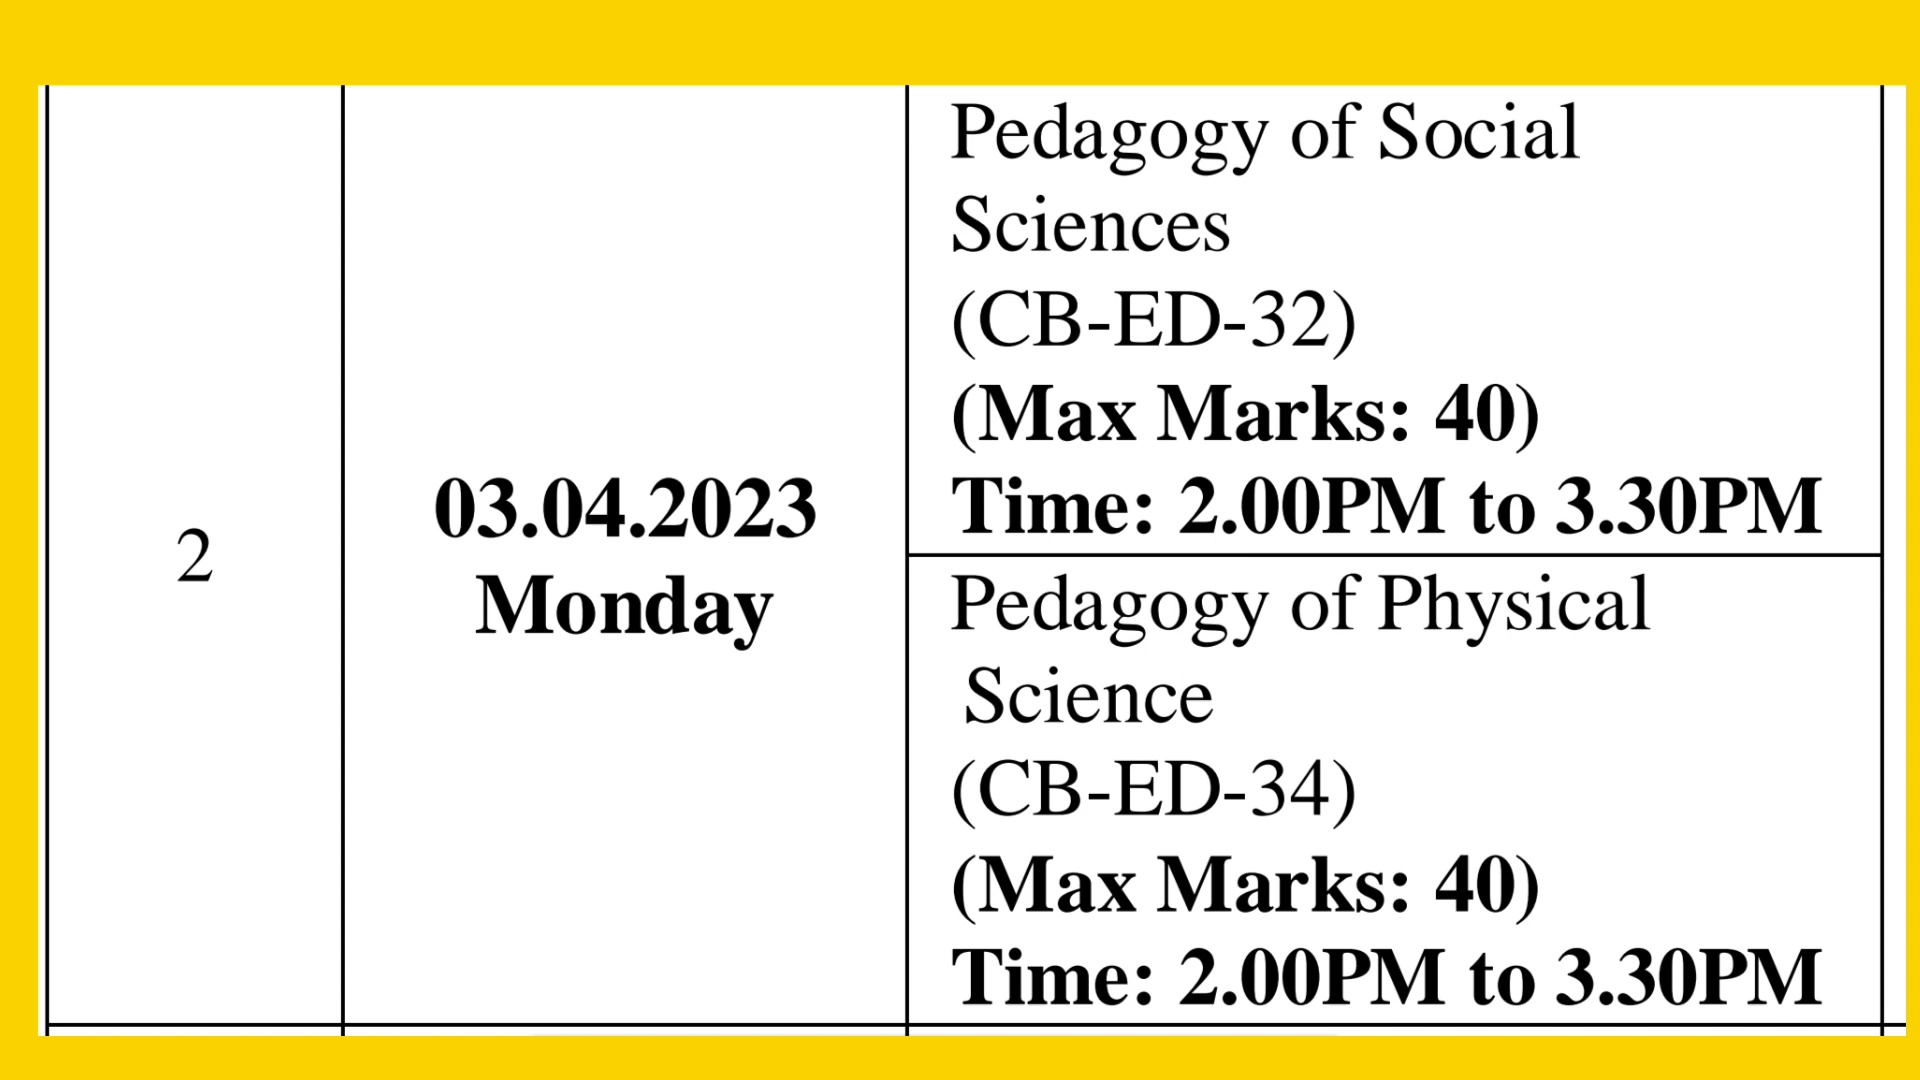 2
03.04.2023
Monday
Pedagogy of Social
Sciences
(CB-ED-32)
(Max Marks: 40)
Time: 2.00PM to 3.30PM
Pedagogy of Physical
Science
(CB-ED-34)
(Max Marks: 40)
Time: 2.00PM to 3.30PM